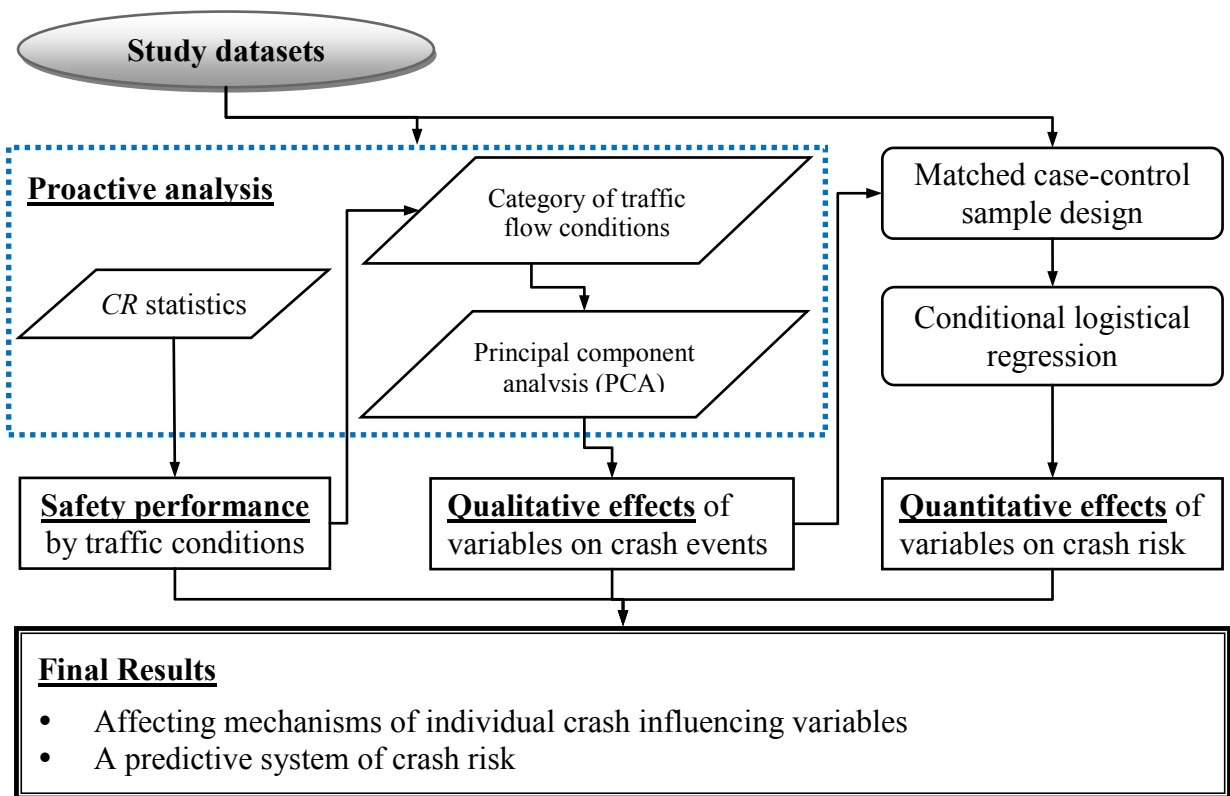 Study datasets
Proactive analysis
Category of traffic
flow conditions
CR statistics
Principal component
analysis (PCA)
Matched case-control
sample design
Conditional logistical
regression
Safety performance
by traffic conditions
Qualitative effects of
variables on crash events
Quantitative effects of
variables on crash risk
Final Results
• Affecting mechanisms of individual crash influencing variables
• A predictive system of crash risk